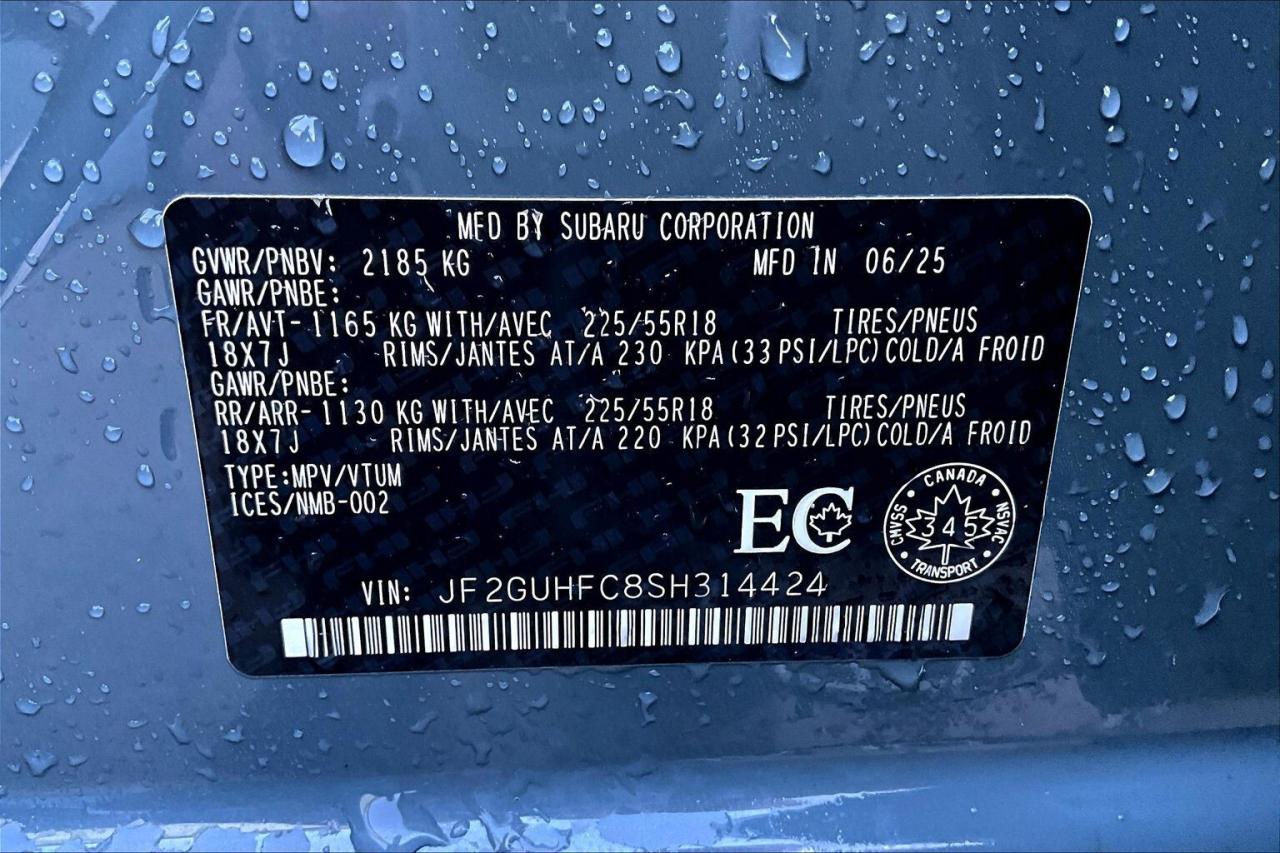 MFD BY SUBARU CORPORATION
GVWR/PNBV: 2185 KG MFD IN 06/25
GAWR/PNBE:
FR/AVT-1165 KG WITH/AVEC 225/55R18 TIRES/PNEUS
18X7J RIMS/JANTES AT/A 230 KPA(33 PSI/LPC)COLD/A FROID
GAWR/PNBE:
RR/ARR-1130 KG WITH/AVEC 225/55R18 TIRES/PNEUS
18X7J RIMS/JANTES AT/A 220 KPA(32 PSI/LPC)COLD/A FROID
TYPE:MPV/VTUM
ICES/NMB-002
EC
CANADA
CMVSS 345 NSVAC
TRANSPORT
VIN: JF2GUHFC8SH314424